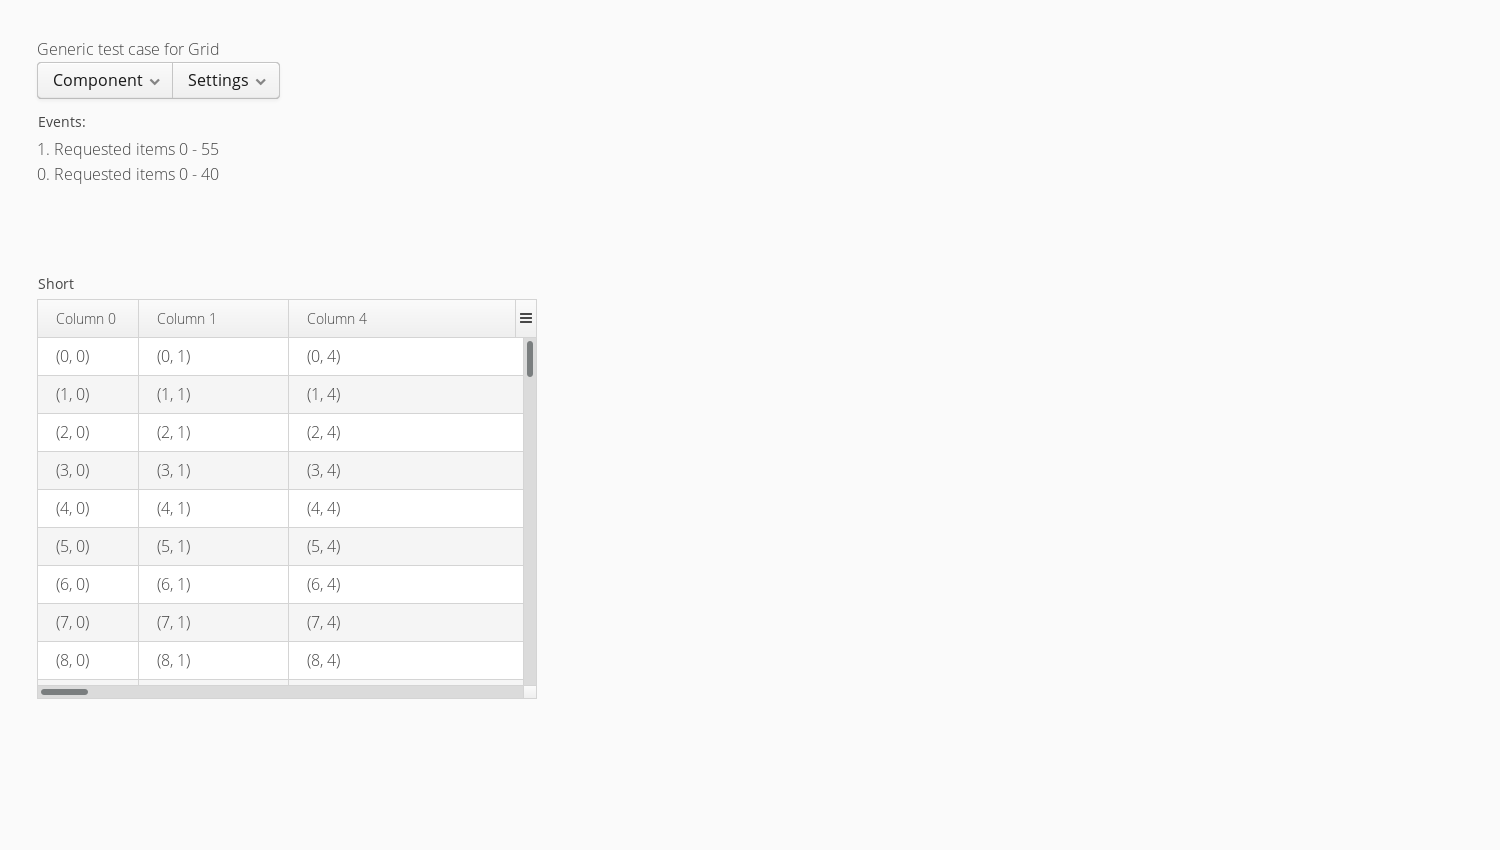 Generic test case for Grid
Component Settings
Events:
1. Requested items 0 - 55
0. Requested items 0 - 40
Short
Column 0 Column 1 Column 4
(0, 0) (0, 1) (0, 4)
(1, 0) (1, 1) (1, 4)
(2, 0) (2, 1) (2, 4)
(3, 0) (3, 1) (3, 4)
(4, 0) (4, 1) (4, 4)
(5, 0) (5, 1) (5, 4)
(6, 0) (6, 1) (6, 4)
(7, 0) (7, 1) (7, 4)
(8, 0) (8, 1) (8, 4)